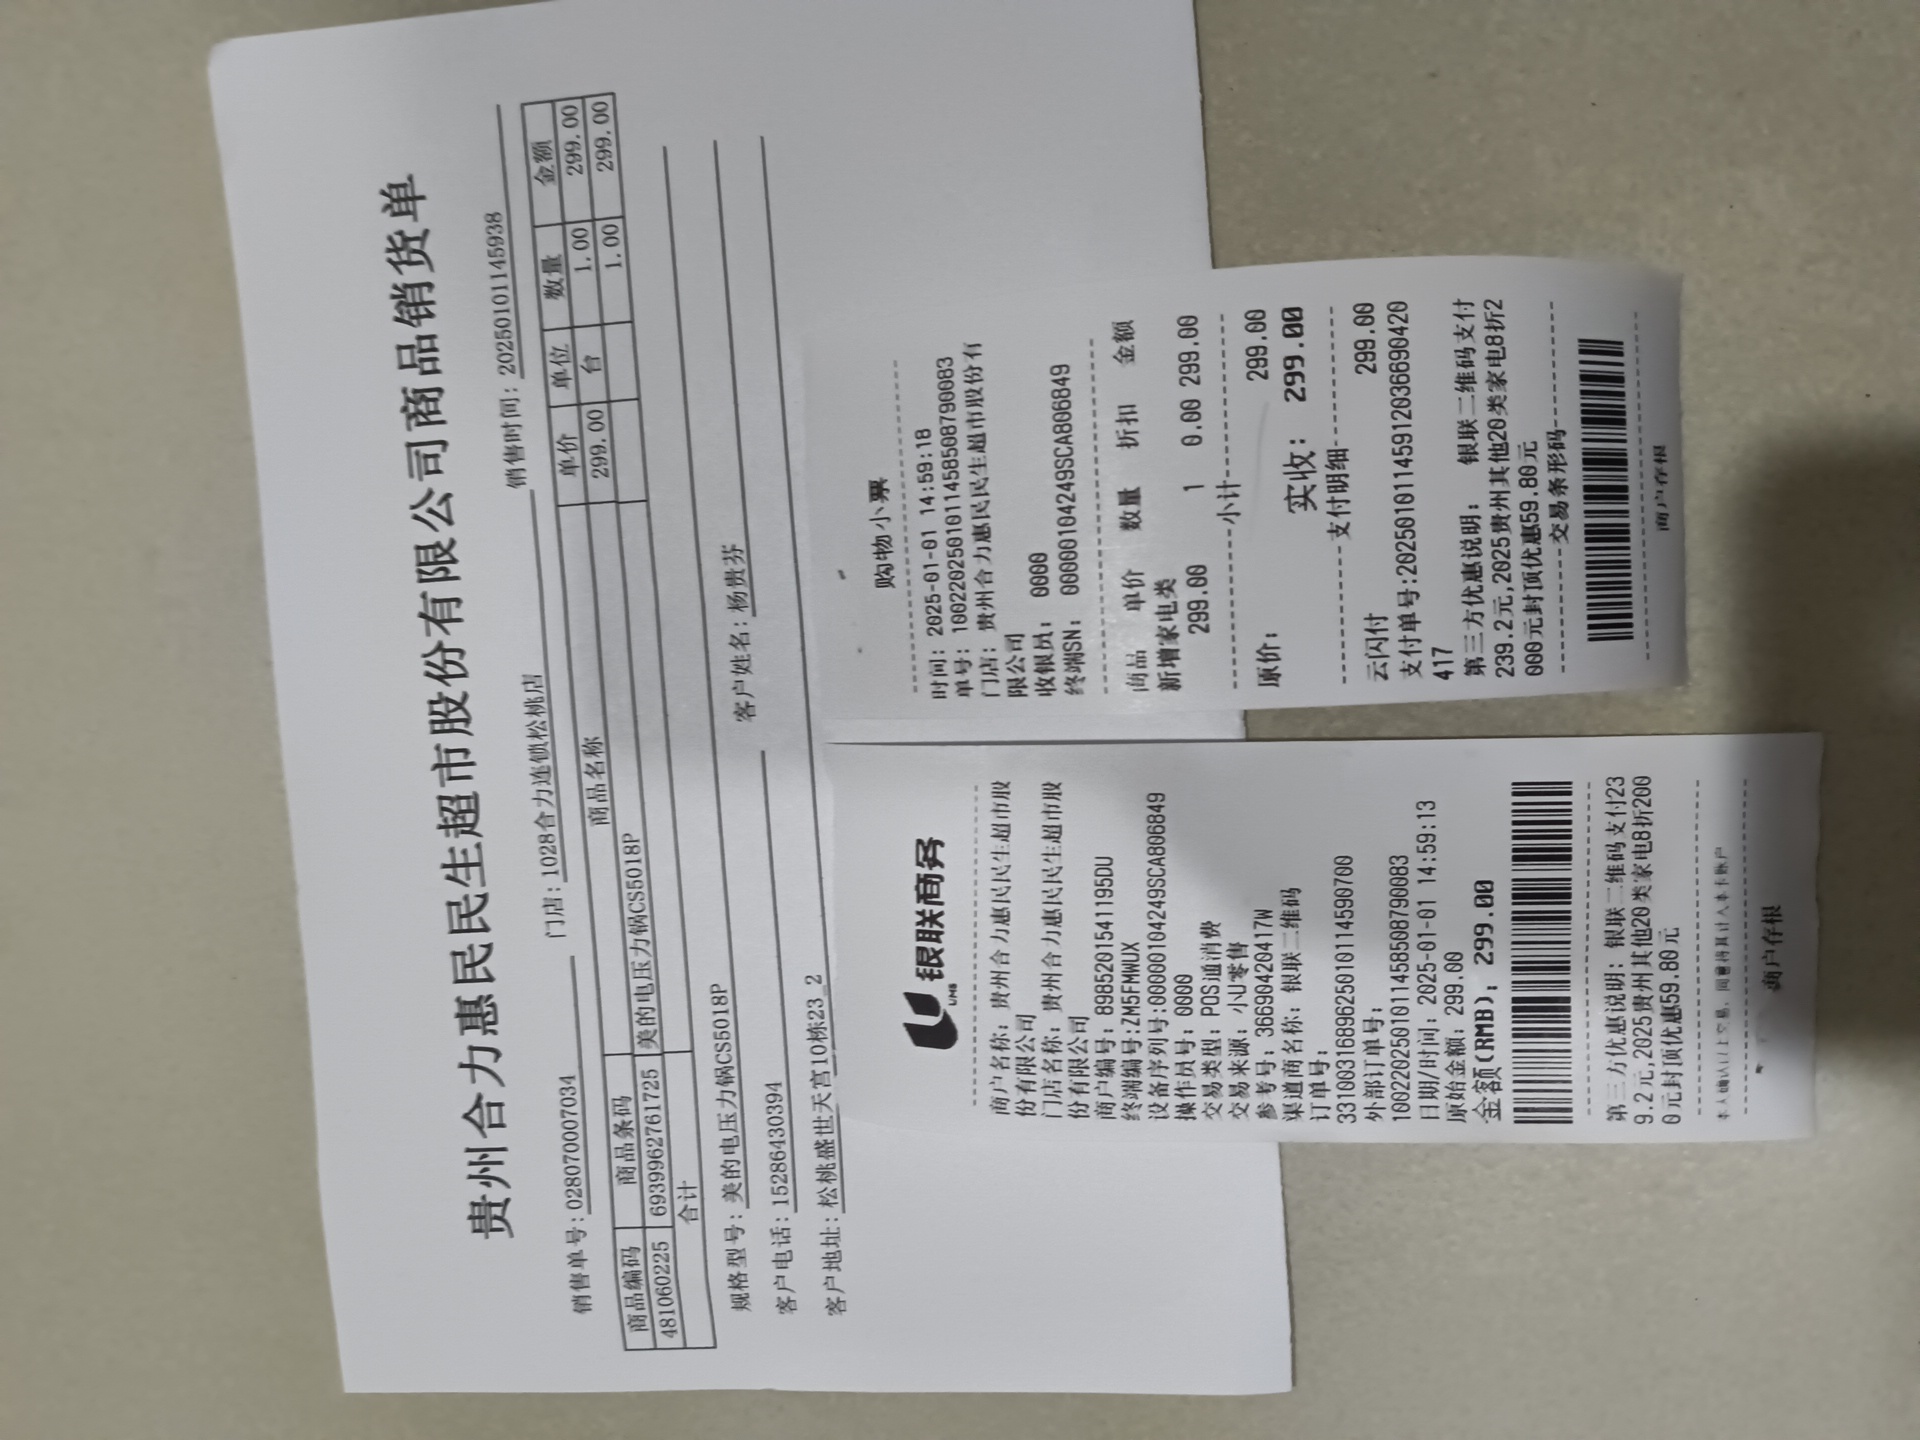 贵州合力惠民民生超市股份有限公司商品销货单
销售单号: 028070007034 门店: 1028合力连锁松桃店 销售时间: 20250101145938
商品编码 商品条码 商品名称 单价 单位 数量 金额
481060225 6939962761725 美的电压力锅CS5018P 299.00 台 1.00 299.00
合计 1.00 299.00
规格型号: 美的电压力锅CS5018P
客户电话: 15286430394 客户姓名: 杨贵芬
客户地址: 松桃盛世天宫10栋23_2
银联商务
UMS
商户名称: 贵州合力惠民民生超市股
份有限公司
门店名称: 贵州合力惠民民生超市股
份有限公司
商户编号: 89852015411195DU
终端编号:ZM5FMWUX
设备序列号:00000104249SCA806849
操作员号: 0000
交易类型: POS通消费
交易来源: 小U零售
参考号: 36690420417W
渠道商名称: 银联二维码
订单号:
33100316896250101114599700
外部订单号:
10022025010114585087900083
日期/时间: 2025-01-01 14:59:13
原始金额: 299.00
金额(RMB): 299.00
第三方优惠说明: 银联二维码支付23
9.2元,2025贵州其他20类家电8折200
0元封顶优惠59.80元
本人确认以上交易,同意将其计入本卡账户
商户存根
购物小票
时间: 2025-01-01 14:59:18
单号: 10022025010114585087900083
门店: 贵州合力惠民民生超市股份有
限公司
收银员: 0000
终端SN: 00000104249SCA806849
商品 单价 数量 折扣 金额
新增家电类
299.00 1 0.00 299.00
小计
原价: 299.00
实收: 299.00
支付明细
云闪付 299.00
支付单号:20250101145912036690420
417
第三方优惠说明: 银联二维码支付
239.2元,2025贵州其他20类家电8折2
000元封顶优惠59.80元
交易条形码
商户存根